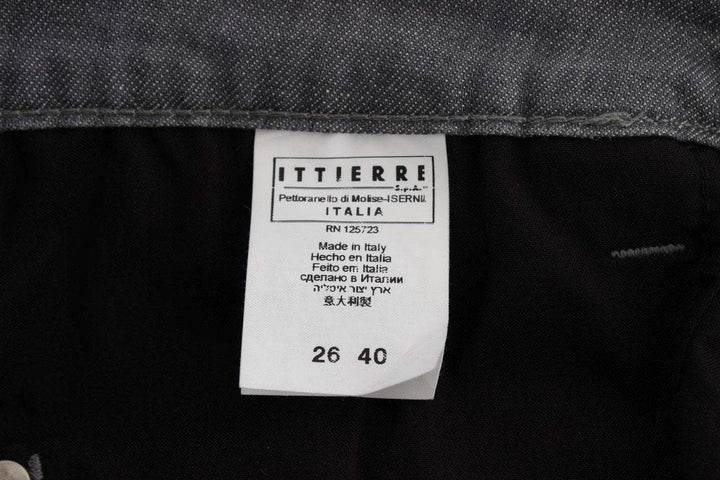 ITTIERRE
S.p.A.
Pettoranello di Molise-ISERNIA
ITALIA
RN 125723
Made in Italy
Hecho en Italia
Feito em Italia
сделано в Италии
ארץ יצור איטליה
意大利製
26 40